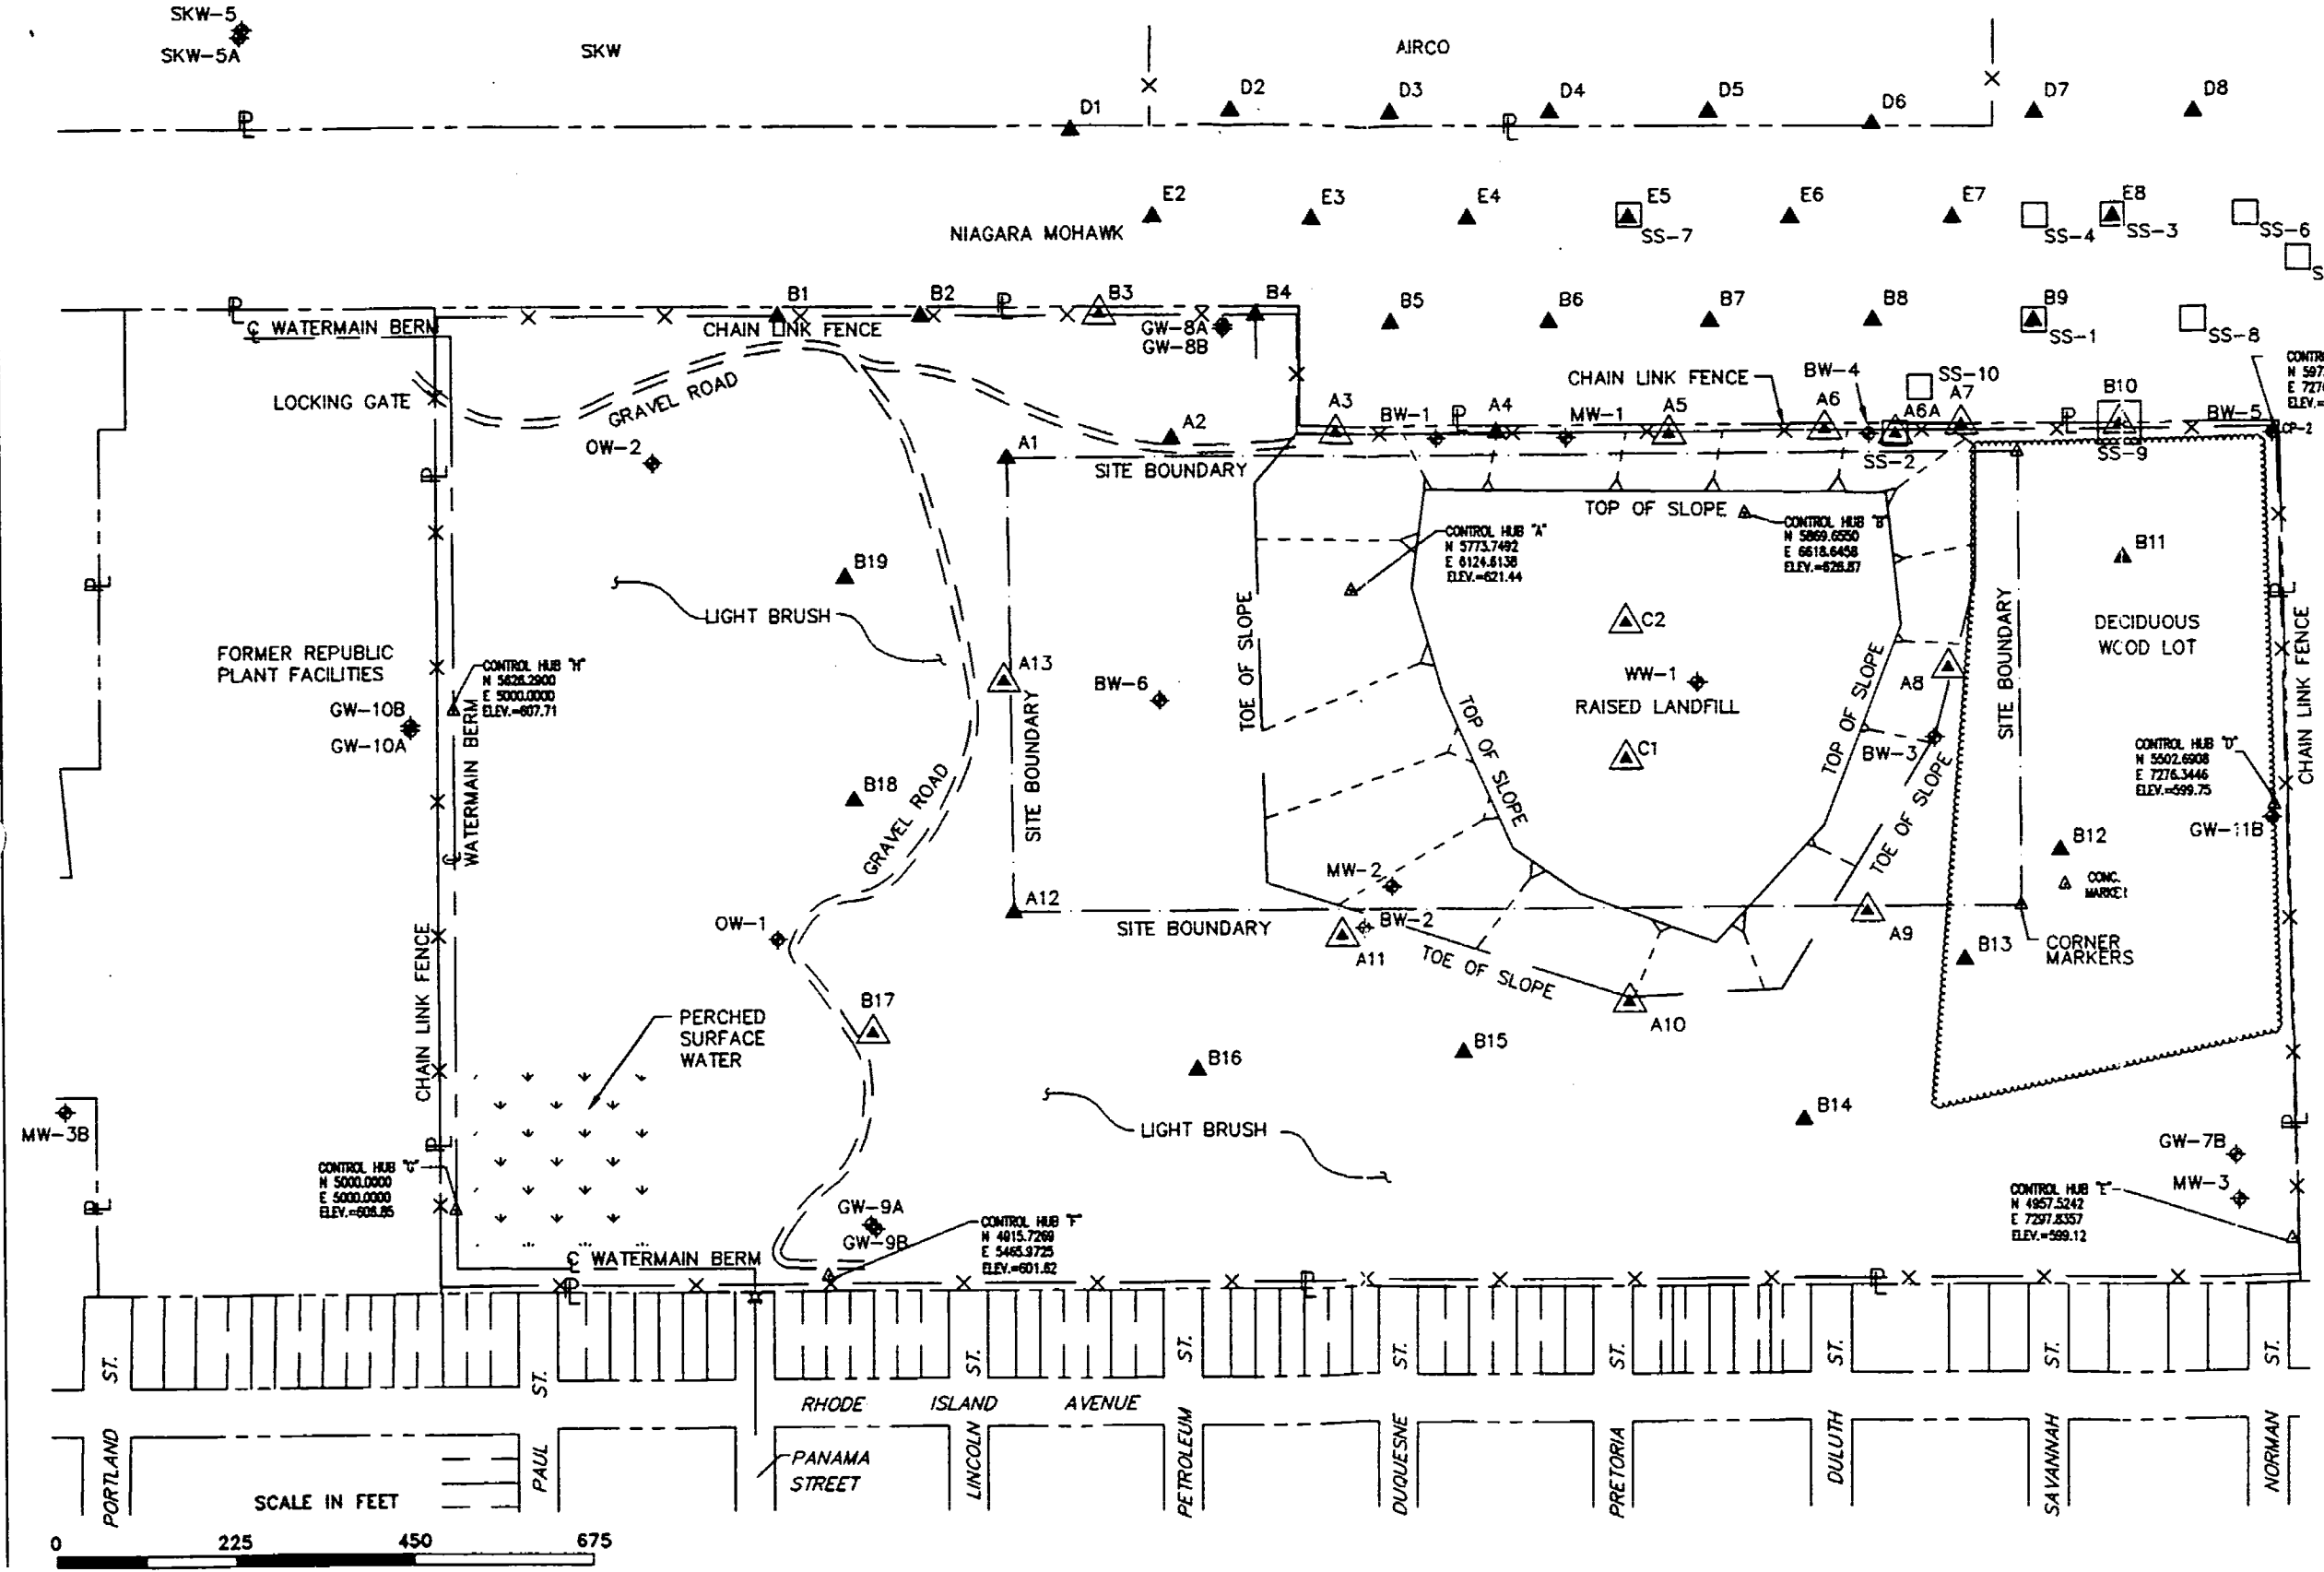 SKW-5
SKW-5A
SKW
AIRCO
D1
D2
D3
D4
D5
D6
D7
D8
E2
E3
E4
E5
SS-7
E6
E7
SS-4
E8
SS-3
SS-6
NIAGARA MOHAWK
B1
B2
B3
B4
B5
B6
B7
B8
B9
SS-1
SS-8
℄ WATERMAIN BERM
CHAIN LINK FENCE
GW-8A
GW-8B
LOCKING GATE
GRAVEL ROAD
CHAIN LINK FENCE
BW-4
SS-10
A1
A2
A3
BW-1
A4
MW-1
A5
A6
A6A
SS-2
A7
B10
SS-9
BW-5
CP-2
OW-2
SITE BOUNDARY
TOP OF SLOPE
CONTROL HUB "A"
N 5773.7492
E 6124.6138
ELEV.=621.44
CONTROL HUB "B"
N 5869.6550
E 6618.6458
ELEV.=626.87
B11
B19
LIGHT BRUSH
DECIDUOUS
WOOD LOT
FORMER REPUBLIC
PLANT FACILITIES
CONTROL HUB "H"
N 5626.2900
E 5000.0000
ELEV.=607.71
GW-10B
GW-10A
WATERMAIN BERM
℄
CHAIN LINK FENCE
A13
SITE BOUNDARY
BW-6
TOE OF SLOPE
TOP OF SLOPE
C2
WW-1
RAISED LANDFILL
C1
TOP OF SLOPE
A8
BW-3
TOE OF SLOPE
SITE BOUNDARY
CHAIN LINK FENCE
CONTROL HUB "D"
N 5502.6908
E 7276.3446
ELEV.=599.75
GW-11B
B18
GRAVEL ROAD
B12
CONC.
MARKER
MW-2
A12
OW-1
SITE BOUNDARY
BW-2
A11
TOE OF SLOPE
A9
B13
CORNER
MARKERS
A10
B17
PERCHED
SURFACE
WATER
B16
B15
B14
LIGHT BRUSH
MW-3B
GW-7B
MW-3
CONTROL HUB "G"
N 5000.0000
E 5000.0000
ELEV.=608.85
GW-9A
GW-9B
CONTROL HUB "F"
N 4915.7269
E 5465.9725
ELEV.=601.62
CONTROL HUB "E"
N 4957.5242
E 7297.8357
ELEV.=599.12
℄ WATERMAIN BERM
RHODE ISLAND AVENUE
PANAMA
STREET
PORTLAND ST.
PAUL ST.
LINCOLN ST.
PETROLEUM ST.
DUQUESNE ST.
PRETORIA ST.
DULUTH ST.
SAVANNAH ST.
NORMAN ST.
SCALE IN FEET
0 225 450 675